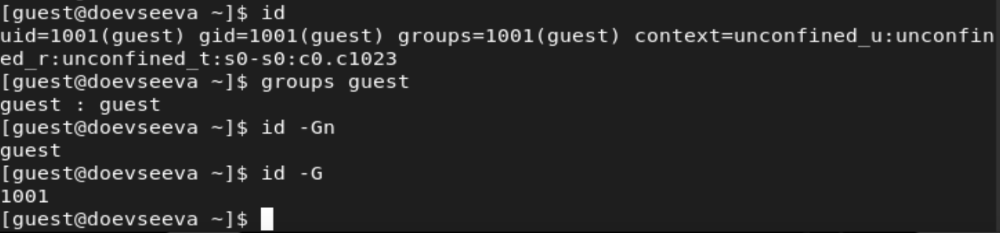 [guest@doevseeva ~]$ id
uid=1001(guest) gid=1001(guest) groups=1001(guest) context=unconfined_u:unconfin
ed_r:unconfined_t:s0-s0:c0.c1023
[guest@doevseeva ~]$ groups guest
guest : guest
[guest@doevseeva ~]$ id -Gn
guest
[guest@doevseeva ~]$ id -G
1001
[guest@doevseeva ~]$